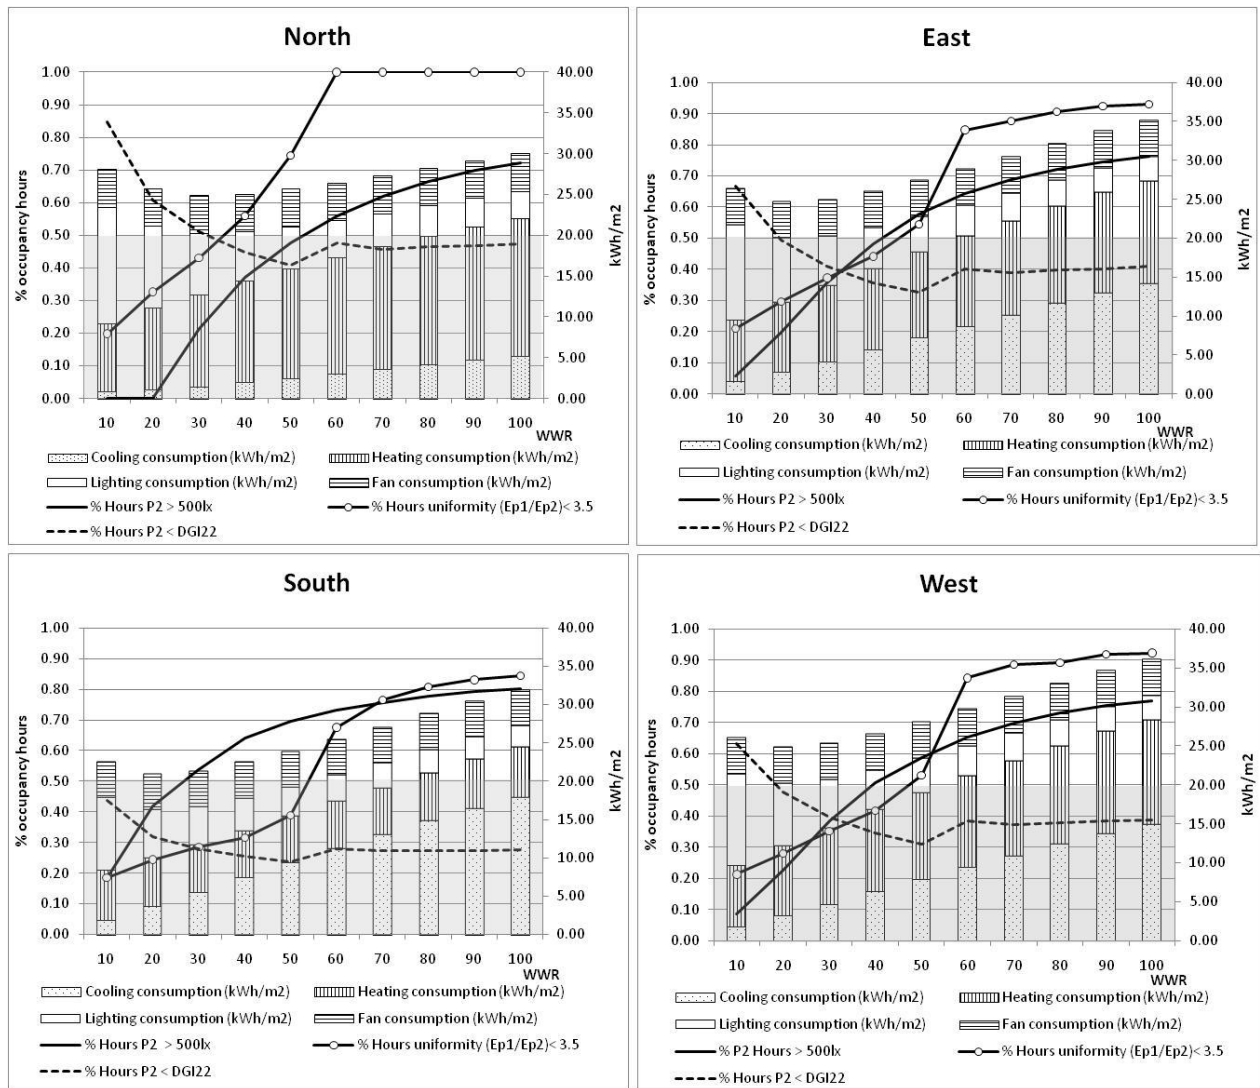 North
1.00 40.00
0.90 35.00
0.80 30.00
0.70 25.00
0.60 20.00
0.50 15.00
0.40 10.00
0.30 5.00
0.20 0.00
0.10
0.00
% occupancy hours
kWh/m2
10 20 30 40 50 60 70 80 90 100
WWR
Cooling consumption (kWh/m2) Heating consumption (kWh/m2)
Lighting consumption (kWh/m2) Fan consumption (kWh/m2)
% Hours P2 > 500lx % Hours uniformity (Ep1/Ep2)< 3.5
% Hours P2 < DGI22
East
1.00 40.00
0.90 35.00
0.80 30.00
0.70 25.00
0.60 20.00
0.50 15.00
0.40 10.00
0.30 5.00
0.20 0.00
0.10
0.00
% occupancy hours
kWh/m2
10 20 30 40 50 60 70 80 90 100
WWR
Cooling consumption (kWh/m2) Heating consumption (kWh/m2)
Lighting consumption (kWh/m2) Fan consumption (kWh/m2)
% Hours P2 > 500lx % Hours uniformity (Ep1/Ep2)< 3.5
% Hours P2 < DGI22
South
1.00 40.00
0.90 35.00
0.80 30.00
0.70 25.00
0.60 20.00
0.50 15.00
0.40 10.00
0.30 5.00
0.20 0.00
0.10
0.00
% occupancy hours
kWh/m2
10 20 30 40 50 60 70 80 90 100
WWR
Cooling consumption (kWh/m2) Heating consumption (kWh/m2)
Lighting consumption (kWh/m2) Fan consumption (kWh/m2)
% Hours P2 > 500lx % Hours uniformity (Ep1/Ep2)< 3.5
% Hours P2 < DGI22
West
1.00 40.00
0.90 35.00
0.80 30.00
0.70 25.00
0.60 20.00
0.50 15.00
0.40 10.00
0.30 5.00
0.20 0.00
0.10
0.00
% occupancy hours
kWh/m2
10 20 30 40 50 60 70 80 90 100
WWR
Cooling consumption (kWh/m2) Heating consumption (kWh/m2)
Lighting consumption (kWh/m2) Fan consumption (kWh/m2)
% P2 Hours > 500lx % Hours uniformity (Ep1/Ep2)< 3.5
% Hours P2 < DGI22